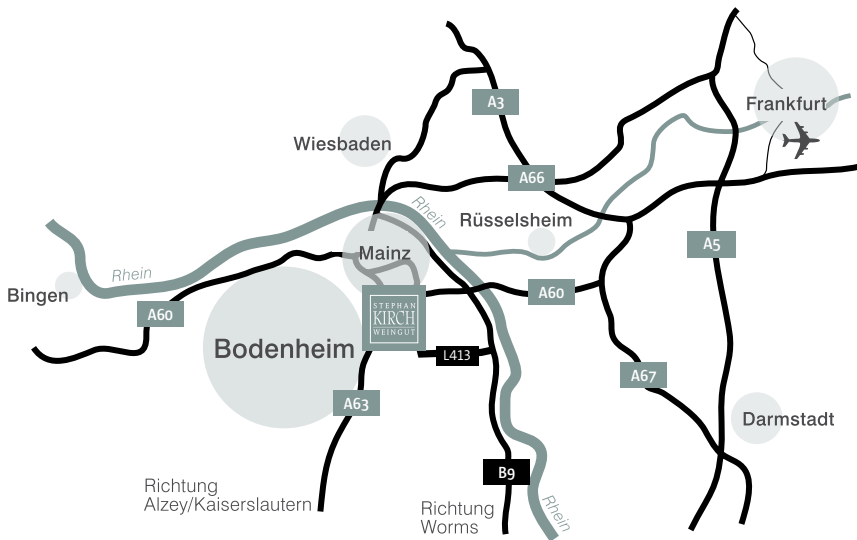 A3
Frankfurt
Wiesbaden
A66
Rhein
Rüsselsheim
A5
Mainz
Rhein
Bingen
A60
A60
STEPHAN
KIRCH
WEINGUT
Bodenheim
L413
A67
A63
Darmstadt
B9
Richtung
Alzey/Kaiserslautern
Richtung
Worms
Rhein